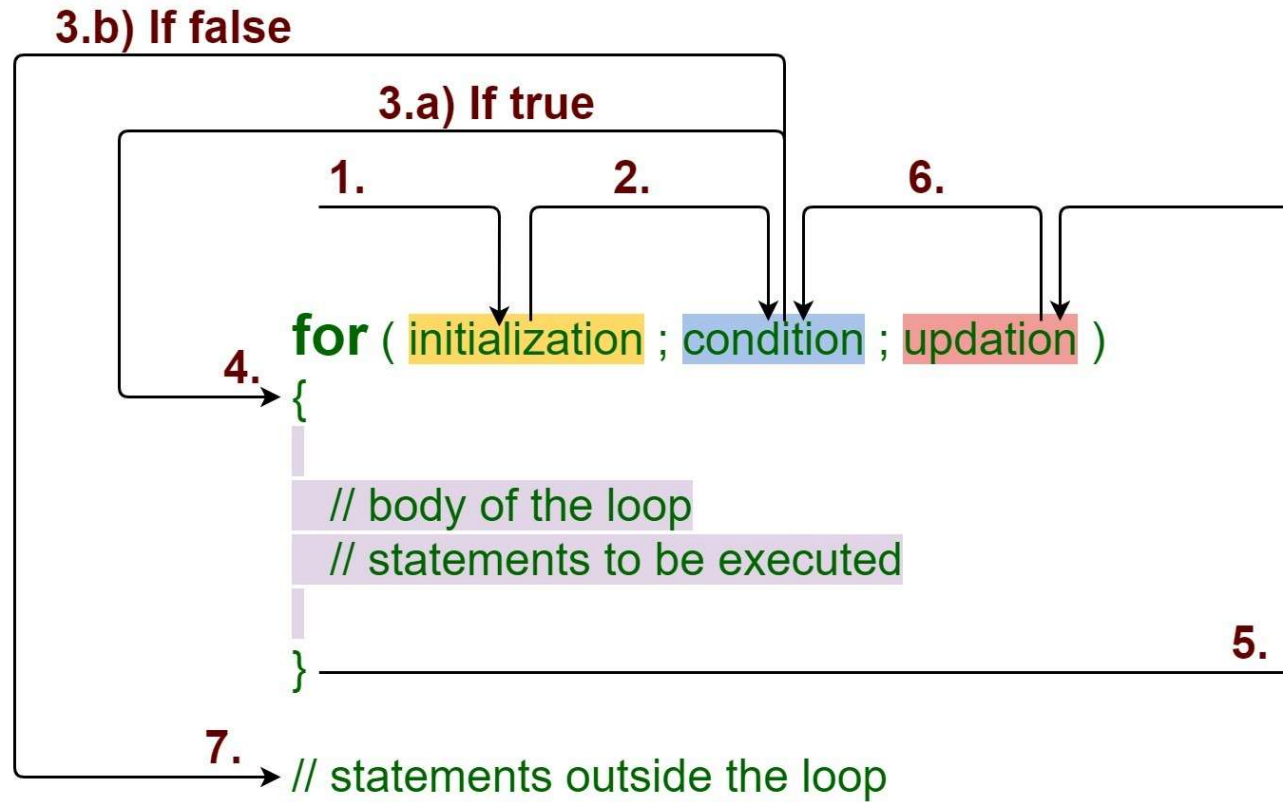 3.b) If false
3.a) If true
1. 2. 6.
for ( initialization ; condition ; updation )
4.
{
// body of the loop
// statements to be executed
5.
}
7.
// statements outside the loop